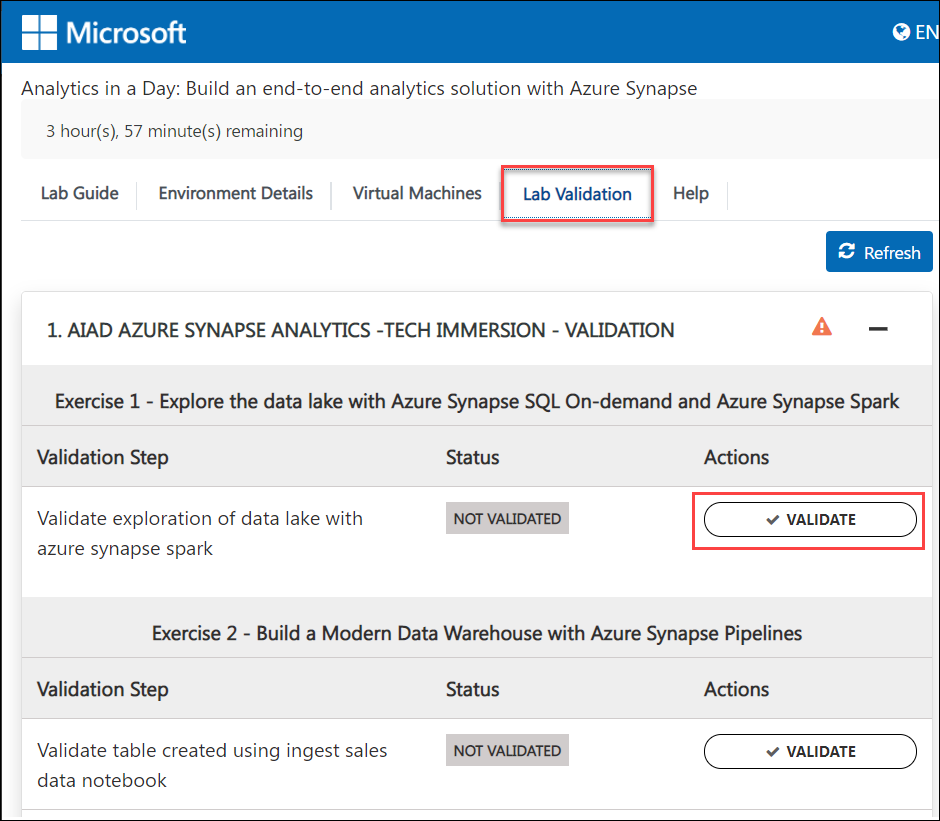 Microsoft
EN
Analytics in a Day: Build an end-to-end analytics solution with Azure Synapse
3 hour(s), 57 minute(s) remaining
Lab Guide Environment Details Virtual Machines Lab Validation Help
Refresh
1. AIAD AZURE SYNAPSE ANALYTICS -TECH IMMERSION - VALIDATION
Exercise 1 - Explore the data lake with Azure Synapse SQL On-demand and Azure Synapse Spark
Validation Step Status Actions
Validate exploration of data lake with NOT VALIDATED VALIDATE
azure synapse spark
Exercise 2 - Build a Modern Data Warehouse with Azure Synapse Pipelines
Validation Step Status Actions
Validate table created using ingest sales NOT VALIDATED VALIDATE
data notebook